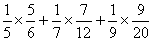 1/5 × 5/6 + 1/7 × 7/12 + 1/9 × 9/20